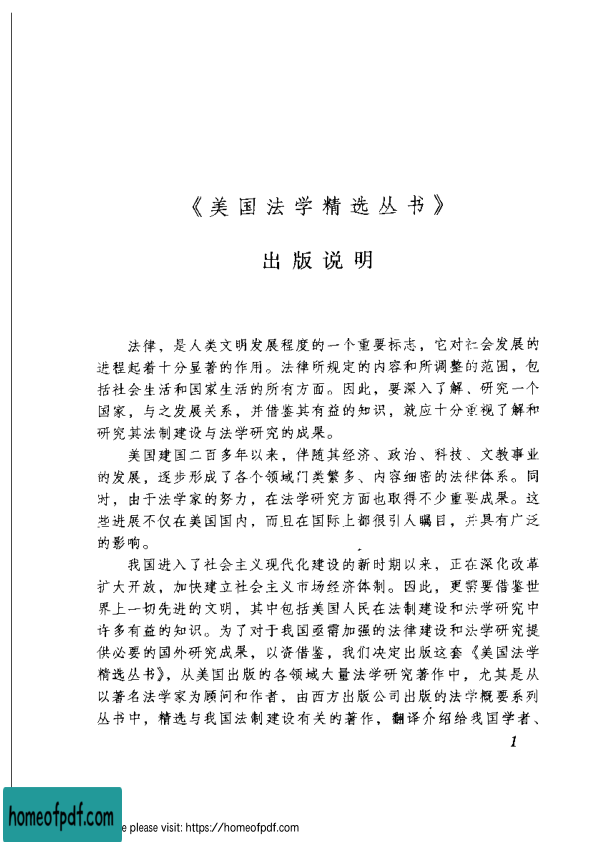 《美国法学精选丛书》
出版说明
法律，是人类文明发展程度的一个重要标志，它对社会发展的
进程起着十分显著的作用。法律所规定的内容和所调整的范围，包
括社会生活和国家生活的所有方面。因此，要深入了解、研究一个
国家，与之发展关系，并借鉴其有益的知识，就应十分重视了解和
研究其法制建设与法学研究的成果。
美国建国二百多年以来，伴随其经济、政治、科技、文教事业
的发展，逐步形成了各个领域门类繁多、内容细密的法律体系。同
时，由于法学家的努力，在法学研究方面也取得不少重要成果。这
些进展不仅在美国国内，而且在国际上都很引人瞩目，并具有广泛
的影响。
我国进入了社会主义现代化建设的新时期以来，正在深化改革
扩大开放，加快建立社会主义市场经济体制。因此，更需要借鉴世
界上一切先进的文明，其中包括美国人民在法制建设和法学研究中
许多有益的知识。为了对于我国亟需加强的法律建设和法学研究提
供必要的国外研究成果，以资借鉴，我们决定出版这套《美国法学
精选丛书》，从美国出版的各领域大量法学研究著作中，尤其是从
以著名法学家为顾问和作者，由西方出版公司出版的法学概要系列
丛书中，精选与我国法制建设有关的著作，翻译介绍给我国学者、
1
homeofpdf.com
e please visit: https://homeofpdf.com